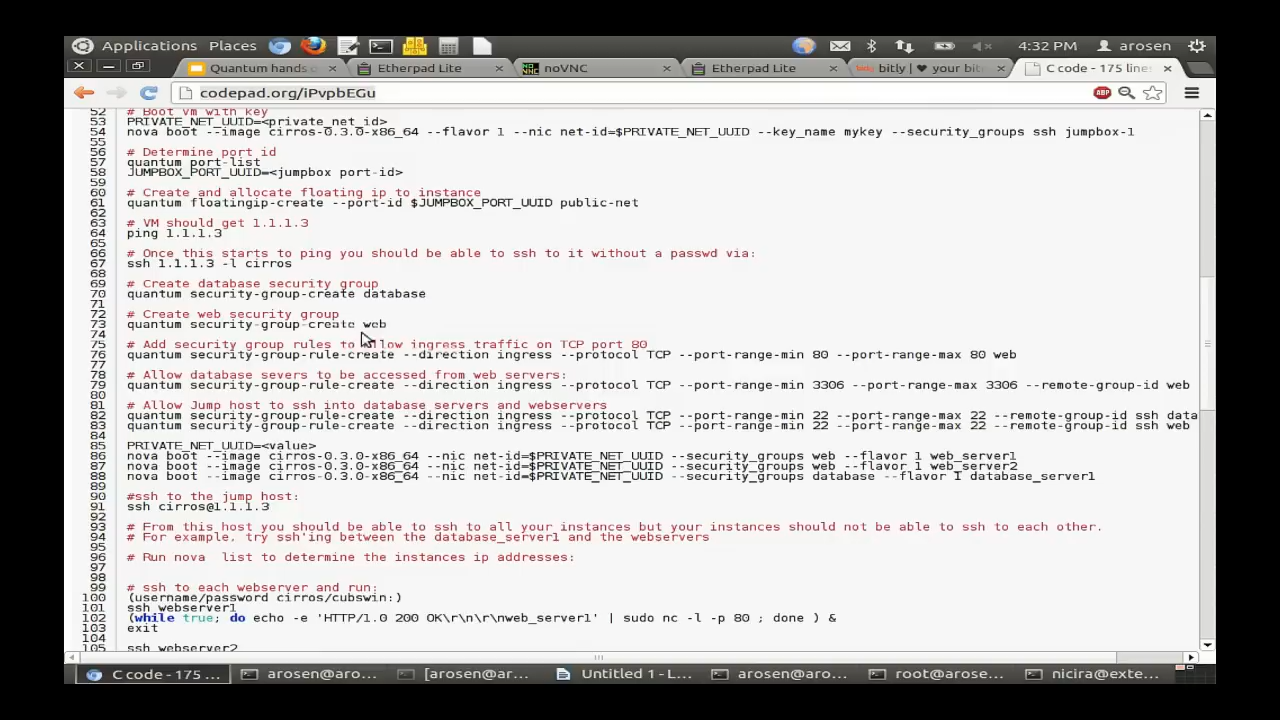 Applications Places 4:32 PM arosen
Quantum hands Etherpad Lite noVNC Etherpad Lite bitly | ♥ your bit C code - 175 line
codepad.org/iPvpbEGu
52 # Boot vm with key
53 PRIVATE_NET_UUID=<private_net_id>
54 nova boot --image cirros-0.3.0-x86_64 --flavor 1 --nic net-id=$PRIVATE_NET_UUID --key_name mykey --security_groups ssh jumpbox-1
55
56 # Determine port id
57 quantum port-list
58 JUMPBOX_PORT_UUID=<jumpbox port-id>
59
60 # Create and allocate floating ip to instance
61 quantum floatingip-create --port-id $JUMPBOX_PORT_UUID public-net
62
63 # VM should get 1.1.1.3
64 ping 1.1.1.3
65
66 # Once this starts to ping you should be able to ssh to it without a passwd via:
67 ssh 1.1.1.3 -l cirros
68
69 # Create database security group
70 quantum security-group-create database
71
72 # Create web security group
73 quantum security-group-create web
74
75 # Add security group rules to allow ingress traffic on TCP port 80
76 quantum security-group-rule-create --direction ingress --protocol TCP --port-range-min 80 --port-range-max 80 web
77
78 # Allow database severs to be accessed from web servers:
79 quantum security-group-rule-create --direction ingress --protocol TCP --port-range-min 3306 --port-range-max 3306 --remote-group-id web
80
81 # Allow Jump host to ssh into database servers and webservers
82 quantum security-group-rule-create --direction ingress --protocol TCP --port-range-min 22 --port-range-max 22 --remote-group-id ssh data
83 quantum security-group-rule-create --direction ingress --protocol TCP --port-range-min 22 --port-range-max 22 --remote-group-id ssh web
84
85 PRIVATE_NET_UUID=<value>
86 nova boot --image cirros-0.3.0-x86_64 --nic net-id=$PRIVATE_NET_UUID --security_groups web --flavor 1 web_server1
87 nova boot --image cirros-0.3.0-x86_64 --nic net-id=$PRIVATE_NET_UUID --security_groups web --flavor 1 web_server2
88 nova boot --image cirros-0.3.0-x86_64 --nic net-id=$PRIVATE_NET_UUID --security_groups database --flavor 1 database_server1
89
90 #ssh to the jump host:
91 ssh cirros@1.1.1.3
92
93 # From this host you should be able to ssh to all your instances but your instances should not be able to ssh to each other.
94 # For example, try ssh'ing between the database_server1 and the webservers
95
96 # Run nova list to determine the instances ip addresses:
97
98
99 # ssh to each webserver and run:
100 (username/password cirros/cubswin:)
101 ssh webserver1
102 (while true; do echo -e 'HTTP/1.0 200 OK\r\n\r\nweb_server1' | sudo nc -l -p 80 ; done ) &
103 exit
104
105 ssh webserver2
C code - 175 ... arosen@aro... [arosen@ar... Untitled 1 - L... arosen@aro... root@arose... nicira@exte...